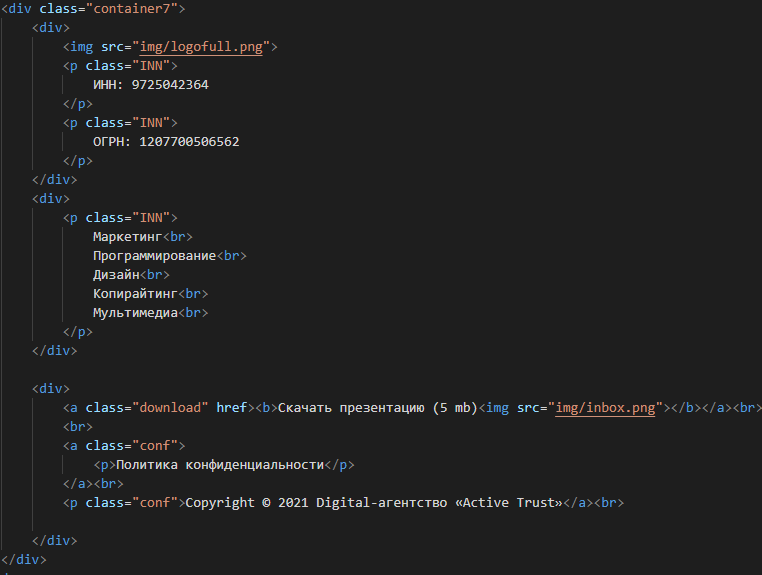 <div class="container7">
<div>
<img src="img/logofull.png">
<p class="INN">
ИНН: 9725042364
</p>
<p class="INN">
ОГРН: 1207700506562
</p>
</div>
<div>
<p class="INN">
Маркетинг<br>
Программирование<br>
Дизайн<br>
Копирайтинг<br>
Мультимедиа<br>
</p>
</div>
<div>
<a class="download" href><b>Скачать презентацию (5 mb)<img src="img/inbox.png"></b></a><br>
<br>
<a class="conf">
<p>Политика конфиденциальности</p>
</a><br>
<p class="conf">Copyright © 2021 Digital-агентство «Active Trust»</a><br>
</div>
</div>